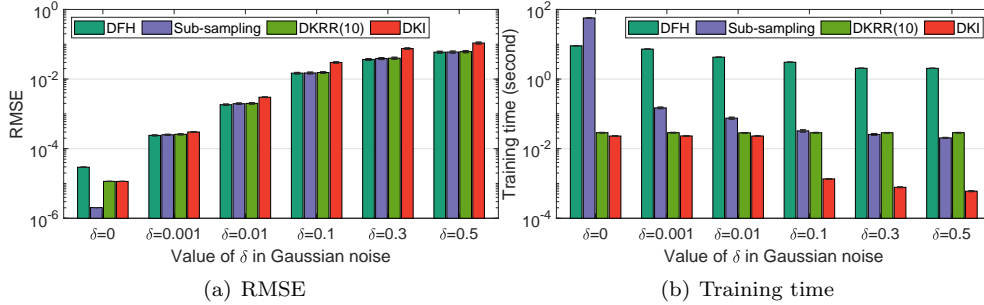 DFH Sub-sampling DKRR(10) DKI
10^0
10^-2
10^-4
10^-6
RMSE
δ=0 δ=0.001 δ=0.01 δ=0.1 δ=0.3 δ=0.5
Value of δ in Gaussian noise
(a) RMSE
DFH Sub-sampling DKRR(10) DKI
10^2
10^0
10^-2
10^-4
Training time (second)
δ=0 δ=0.001 δ=0.01 δ=0.1 δ=0.3 δ=0.5
Value of δ in Gaussian noise
(b) Training time